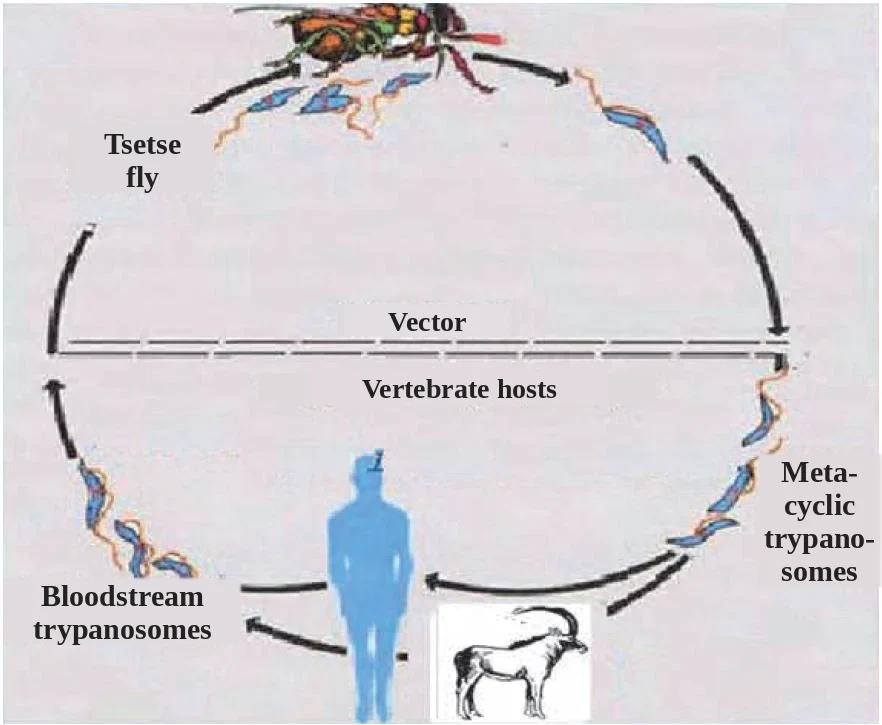 Tsetse
fly
Vector
Vertebrate hosts
Meta-
cyclic
trypano-
somes
Bloodstream
trypanosomes